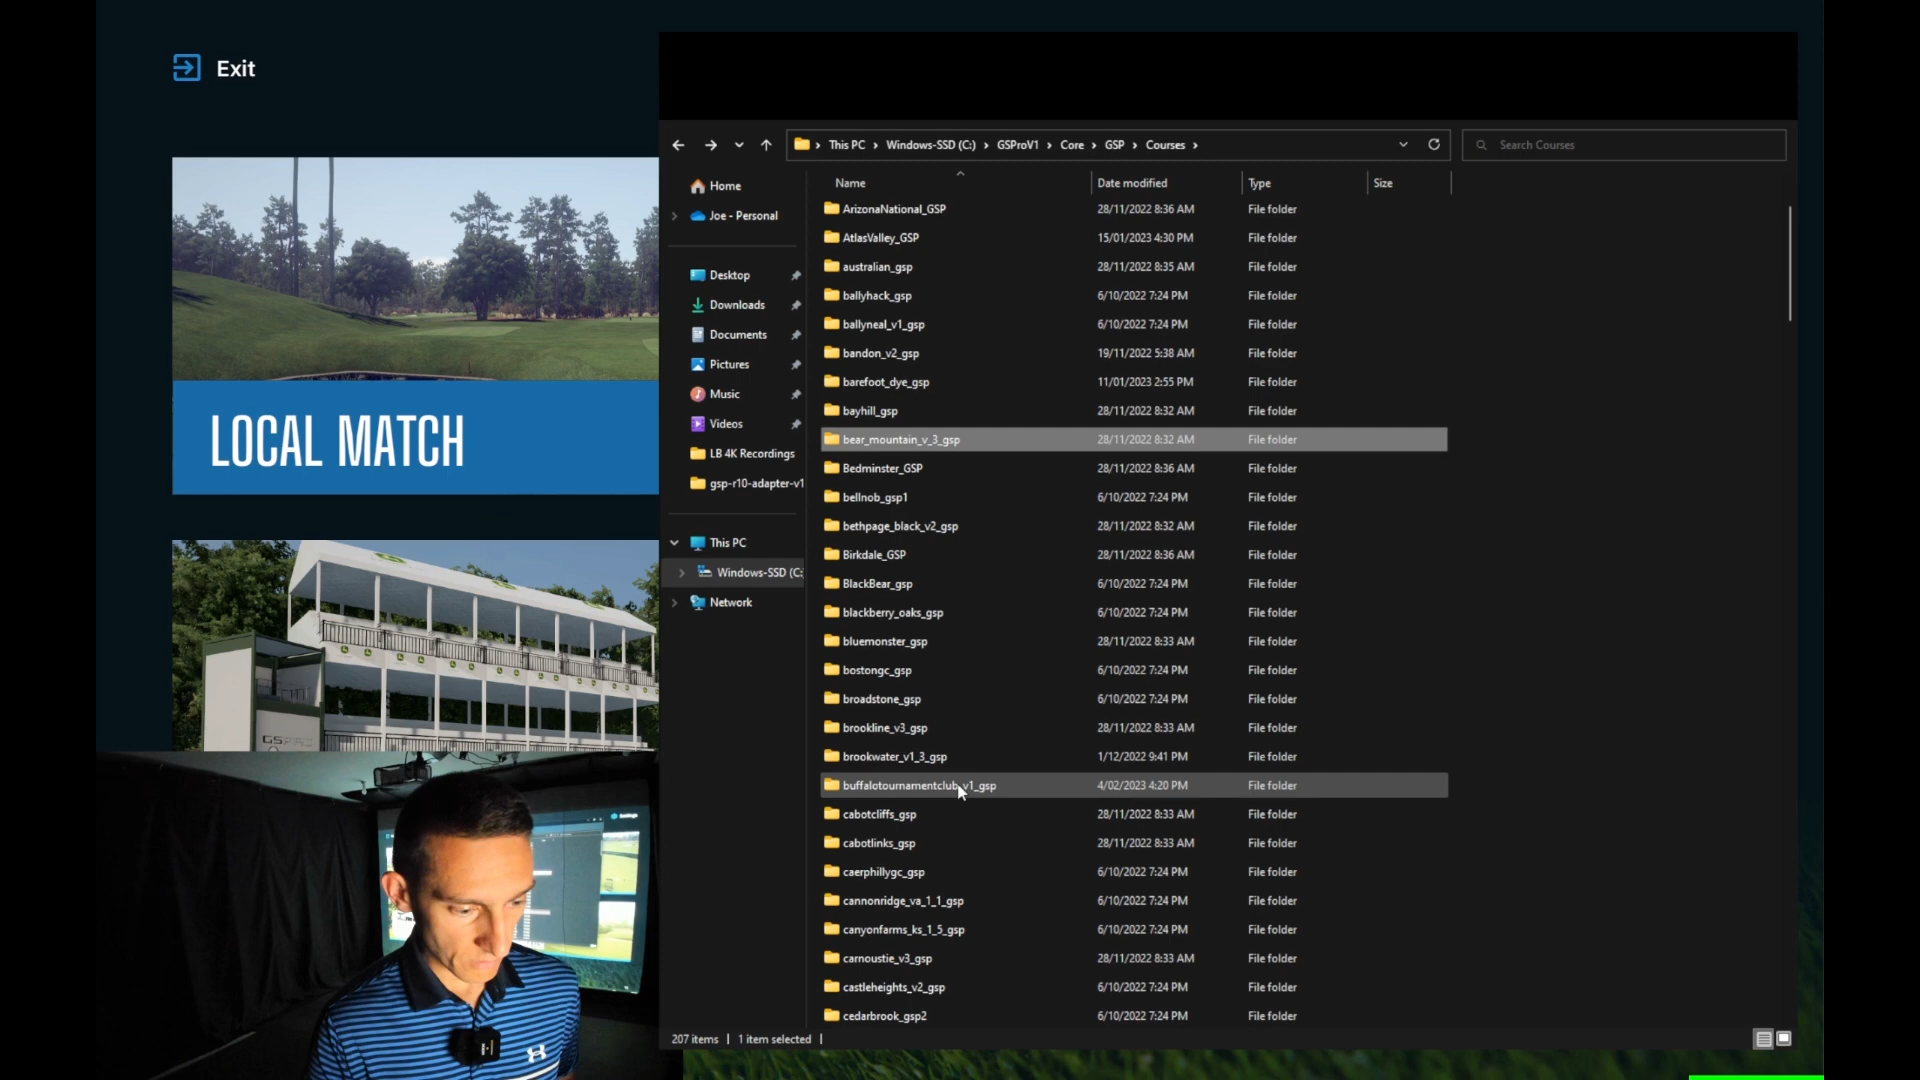 Exit
This PC > Windows-SSD (C:) > GSProV1 > Core > GSP > Courses >
Search Courses
Home
Joe - Personal
Desktop
Downloads
Documents
Pictures
Music
Videos
LB 4K Recordings
gsp-r10-adapter-v1
This PC
Windows-SSD (C:
Network
Name Date modified Type Size
ArizonaNational_GSP 28/11/2022 8:36 AM File folder
AtlasValley_GSP 15/01/2023 4:30 PM File folder
australian_gsp 28/11/2022 8:35 AM File folder
ballyhack_gsp 6/10/2022 7:24 PM File folder
ballyneal_v1_gsp 6/10/2022 7:24 PM File folder
bandon_v2_gsp 19/11/2022 5:38 AM File folder
barefoot_dye_gsp 11/01/2023 2:55 PM File folder
bayhill_gsp 28/11/2022 8:32 AM File folder
bear_mountain_v_3_gsp 28/11/2022 8:32 AM File folder
Bedminster_GSP 28/11/2022 8:36 AM File folder
bellnob_gsp1 6/10/2022 7:24 PM File folder
bethpage_black_v2_gsp 28/11/2022 8:32 AM File folder
Birkdale_GSP 28/11/2022 8:36 AM File folder
BlackBear_gsp 6/10/2022 7:24 PM File folder
blackberry_oaks_gsp 6/10/2022 7:24 PM File folder
bluemonster_gsp 28/11/2022 8:33 AM File folder
bostongc_gsp 6/10/2022 7:24 PM File folder
broadstone_gsp 6/10/2022 7:24 PM File folder
brookline_v3_gsp 28/11/2022 8:33 AM File folder
brookwater_v1_3_gsp 1/12/2022 9:41 PM File folder
buffalotournamentclub_v1_gsp 4/02/2023 4:20 PM File folder
cabotcliffs_gsp 28/11/2022 8:33 AM File folder
cabotlinks_gsp 28/11/2022 8:33 AM File folder
caerphillygc_gsp 6/10/2022 7:24 PM File folder
cannonridge_va_1_1_gsp 6/10/2022 7:24 PM File folder
canyonfarms_ks_1_5_gsp 6/10/2022 7:24 PM File folder
carnoustie_v3_gsp 28/11/2022 8:33 AM File folder
castleheights_v2_gsp 6/10/2022 7:24 PM File folder
cedarbrook_gsp2 6/10/2022 7:24 PM File folder
207 items | 1 item selected |
LOCAL MATCH